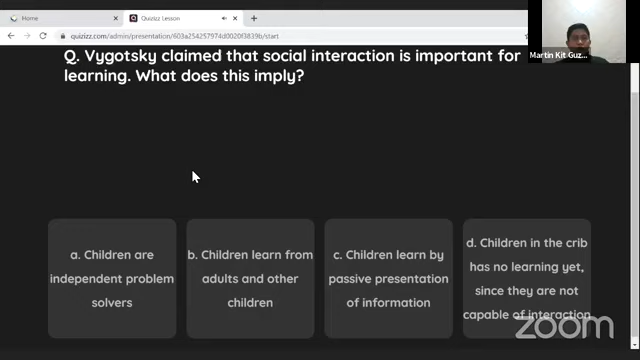 Home
Quizizz Lesson
quizizz.com/admin/presentation/603a254257974d0020f3839b/start
Martin Kit Guz...
Q. Vygotsky claimed that social interaction is important for
learning. What does this imply?
a. Children are
independent problem
solvers
b. Children learn from
adults and other
children
c. Children learn by
passive presentation
of information
d. Children in the crib
has no learning yet,
since they are not
capable of interaction
zoom